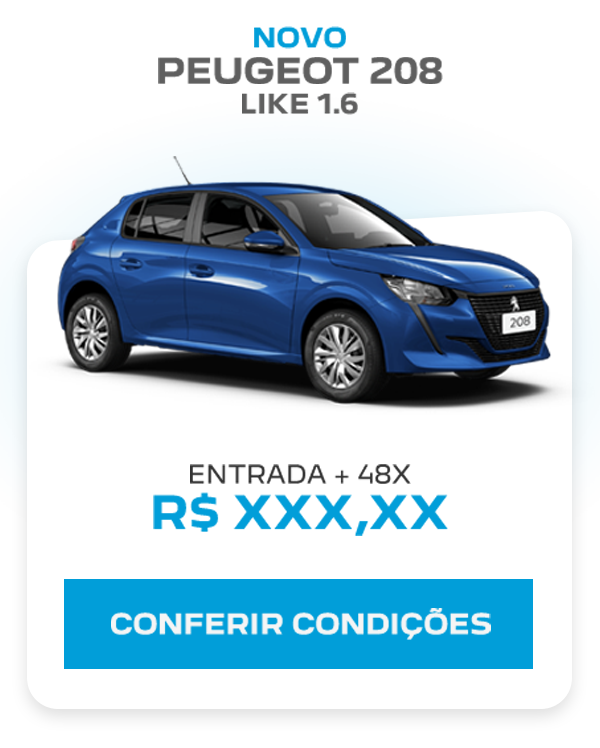 NOVO
PEUGEOT 208
LIKE 1.6
208
ENTRADA + 48X
R$ XXX,XX
CONFERIR CONDIÇÕES